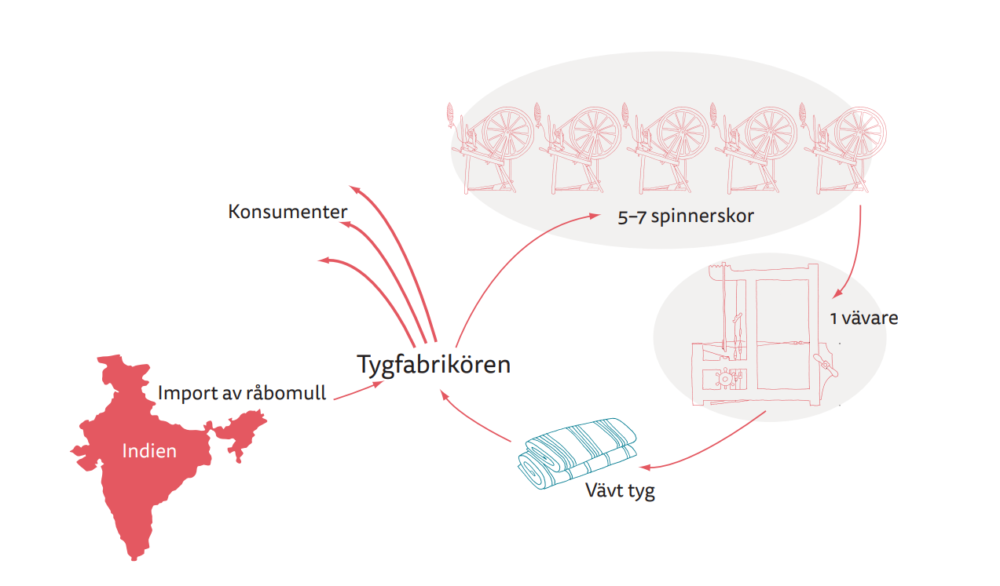 Konsumenter
5–7 spinnerskor
1 vävare
Tygfabrikören
Import av råbomull
Indien
Vävt tyg